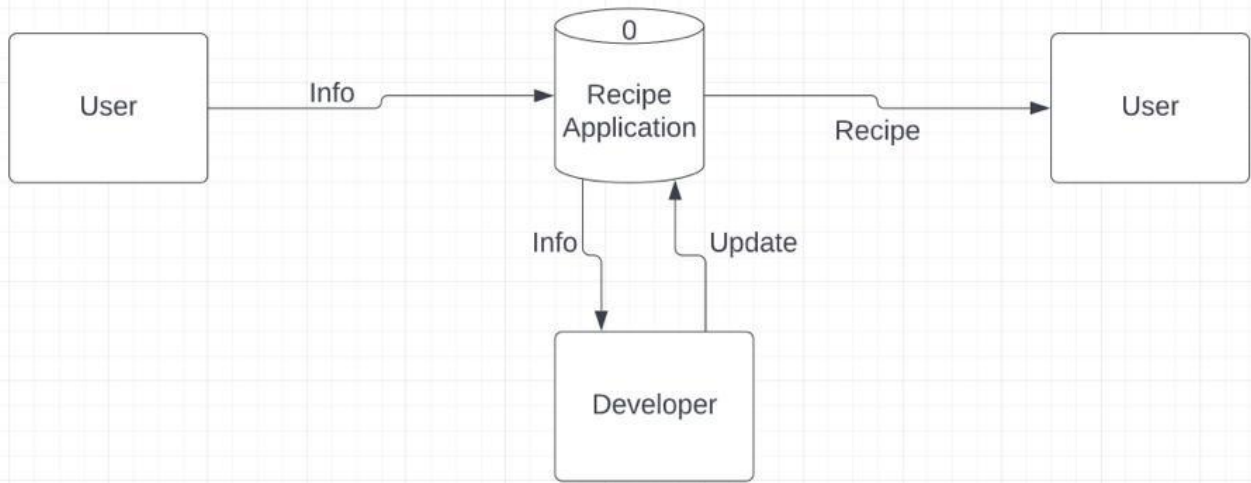 0
User
Info
Recipe
Application
Recipe
User
Info
Update
Developer